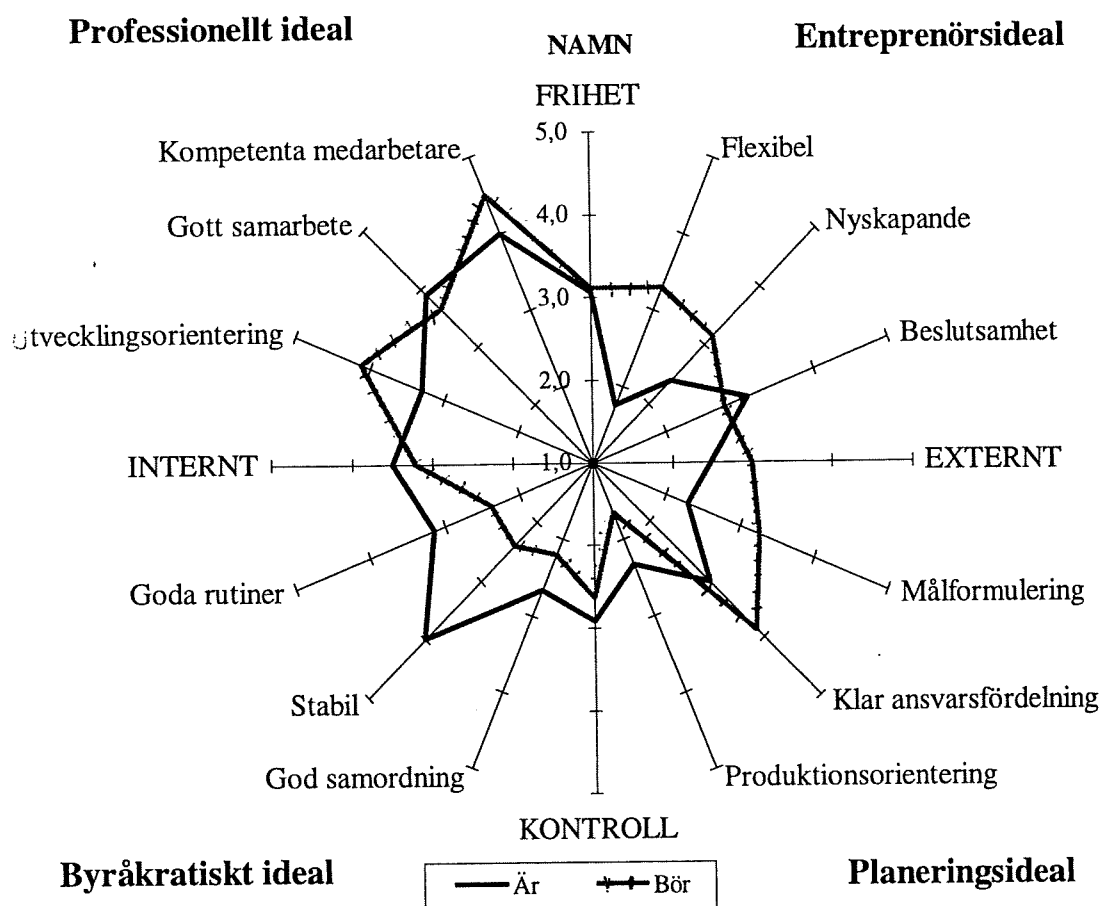 Professionellt ideal
NAMN
Entreprenörsideal
FRIHET
5,0
Kompetenta medarbetare
Flexibel
4,0
Gott samarbete
Nyskapande
3,0
Utvecklingsorientering
Beslutsamhet
2,0
INTERNT
1,0
EXTERNT
Goda rutiner
Målformulering
Stabil
Klar ansvarsfördelning
God samordning
Produktionsorientering
KONTROLL
Byråkratiskt ideal
Planeringsideal
Är
Bör